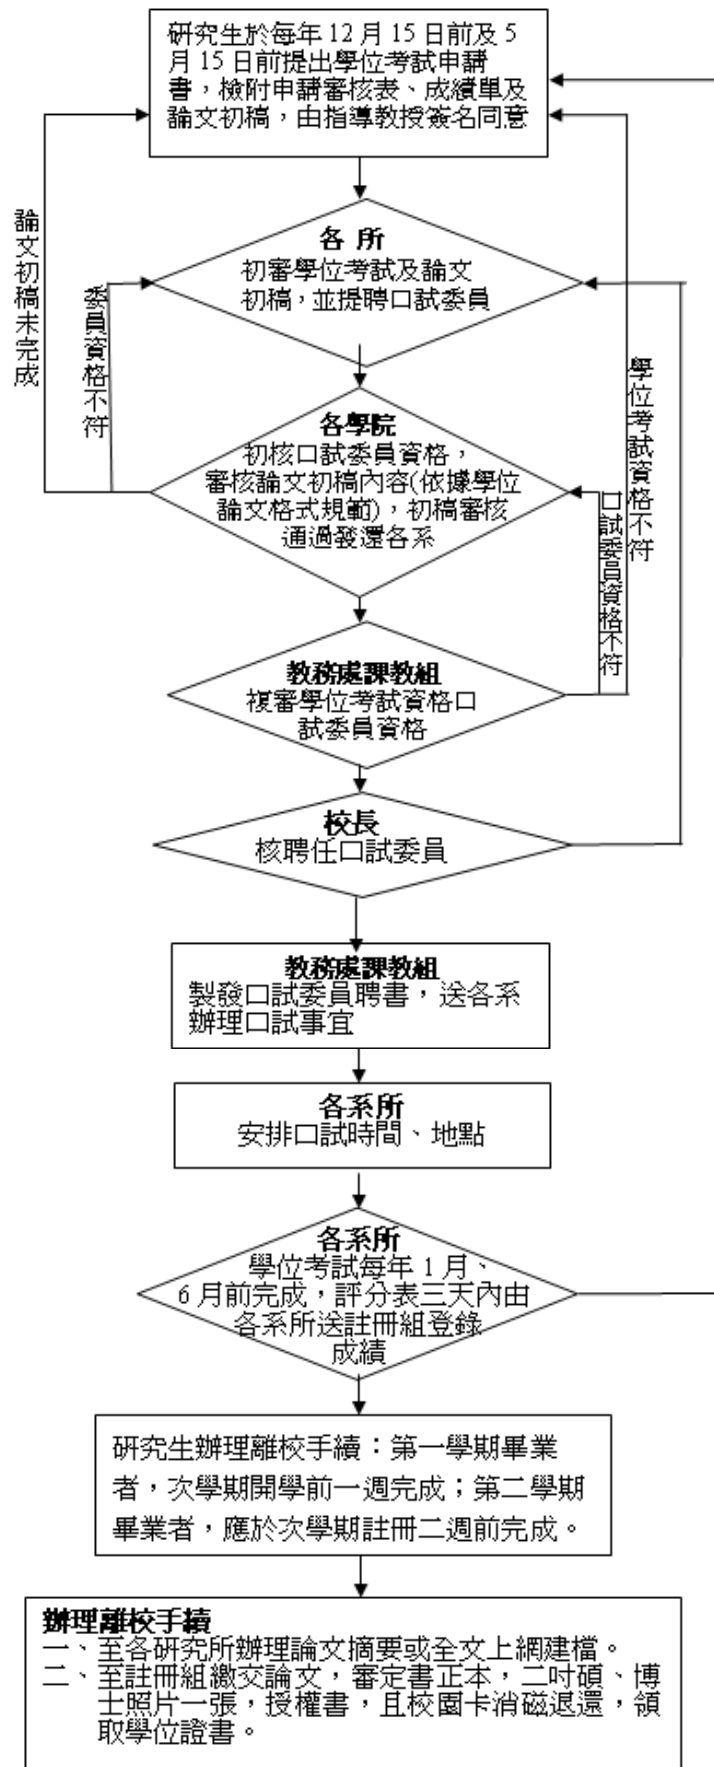 研究生於每年 12 月 15 日前及 5
月 15 日前提出學位考試申請
書，檢附申請審核表、成績單及
論文初稿，由指導教授簽名同意
各 所
初審學位考試及論文
初稿，並提聘口試委員
論文初稿未完成
委員資格不符
各學院
初核口試委員資格，
審核論文初稿內容(依據學位
論文格式規範)，初稿審核
通過發還各系
學位考試資格不符
口試委員資格不符
教務處課教組
複審學位考試資格口
試委員資格
校長
核聘任口試委員
教務處課教組
製發口試委員聘書，送各系
辦理口試事宜
各系所
安排口試時間、地點
各系所
學位考試每年 1 月、
6 月前完成，評分表三天內由
各系所送註冊組登錄
成績
研究生辦理離校手續：第一學期畢業
者，次學期開學前一週完成；第二學期
畢業者，應於次學期註冊二週前完成。
辦理離校手續
一、至各研究所辦理論文摘要或全文上網建檔。
二、至註冊組繳交論文，審定書正本，二吋碩、博
士照片一張，授權書，且校園卡消磁退還，領
取學位證書。